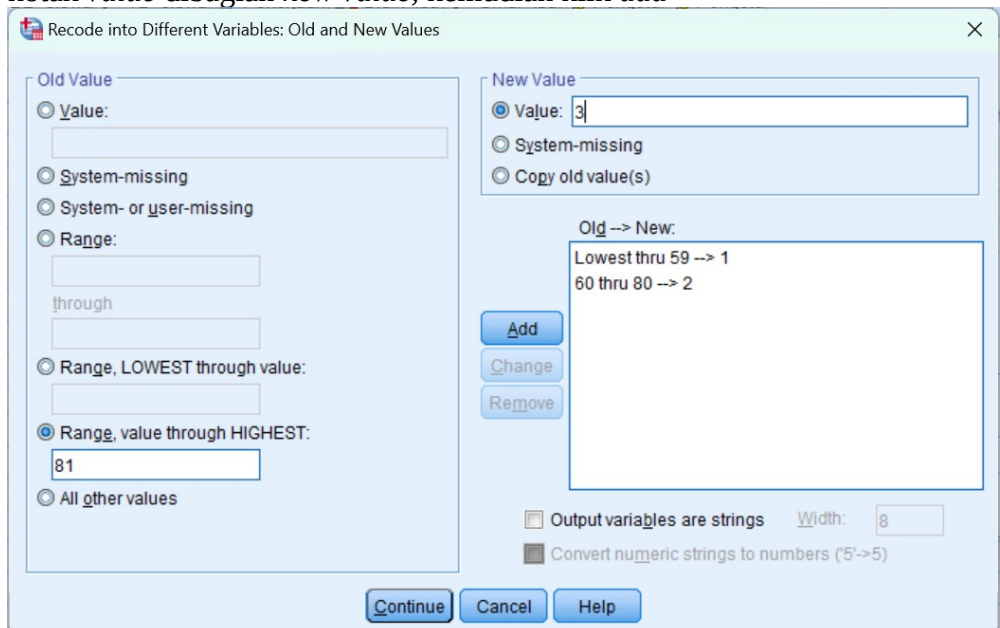 Recode into Different Variables: Old and New Values
Old Value
Value:
System-missing
System- or user-missing
Range:
through
Range, LOWEST through value:
Range, value through HIGHEST:
81
All other values
New Value
Value: 3
System-missing
Copy old value(s)
Old --> New:
Lowest thru 59 --> 1
60 thru 80 --> 2
Add
Change
Remove
Output variables are strings Width: 8
Convert numeric strings to numbers ('5'->5)
Continue Cancel Help